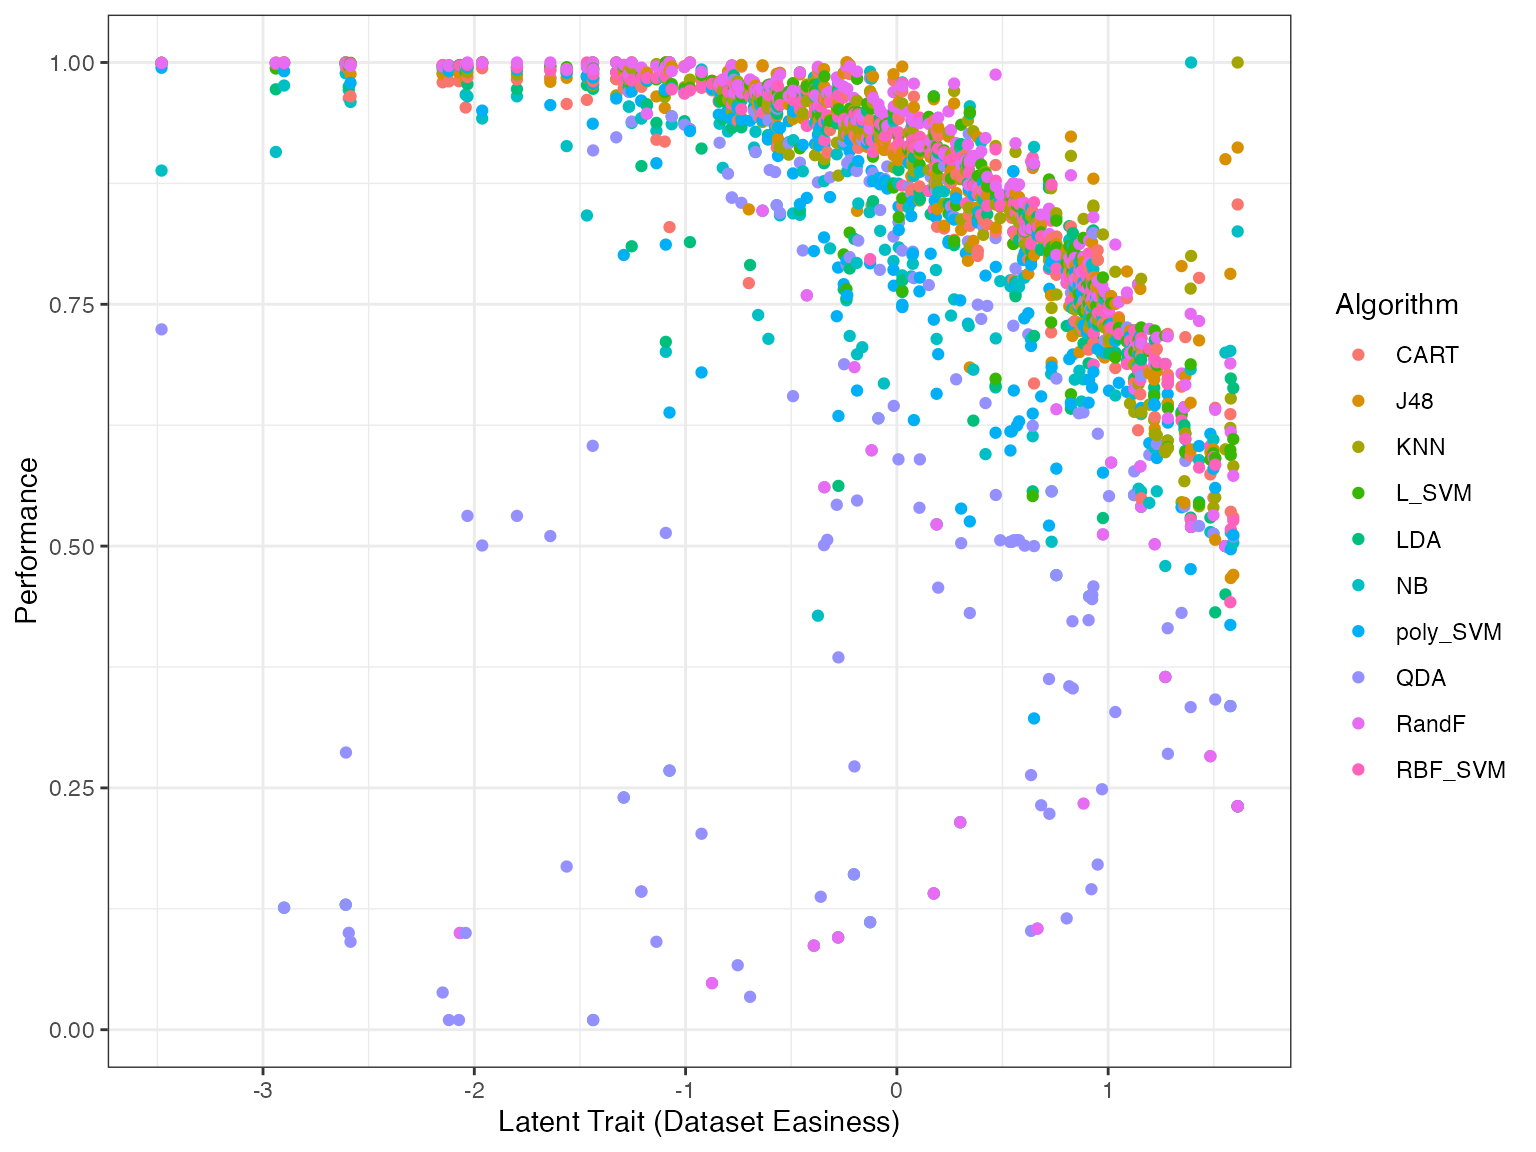 1.00
0.75
0.50
0.25
0.00
Performance
-3
-2
-1
0
1
Latent Trait (Dataset Easiness)
Algorithm
CART
J48
KNN
L_SVM
LDA
NB
poly_SVM
QDA
RandF
RBF_SVM